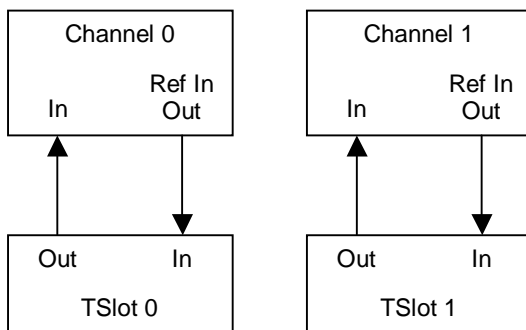 Channel 0
In
Ref In
Out
Out
In
TSlot 0
Channel 1
In
Ref In
Out
Out
In
TSlot 1